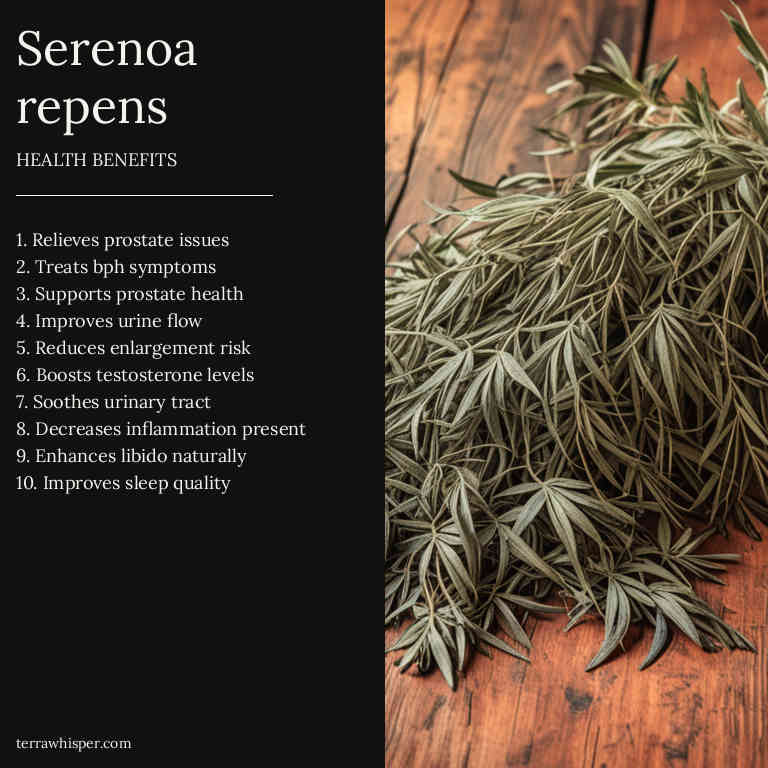 Serenoa
repens
HEALTH BENEFITS
1. Relieves prostate issues
2. Treats bph symptoms
3. Supports prostate health
4. Improves urine flow
5. Reduces enlargement risk
6. Boosts testosterone levels
7. Soothes urinary tract
8. Decreases inflammation present
9. Enhances libido naturally
10. Improves sleep quality
terrawhisper.com